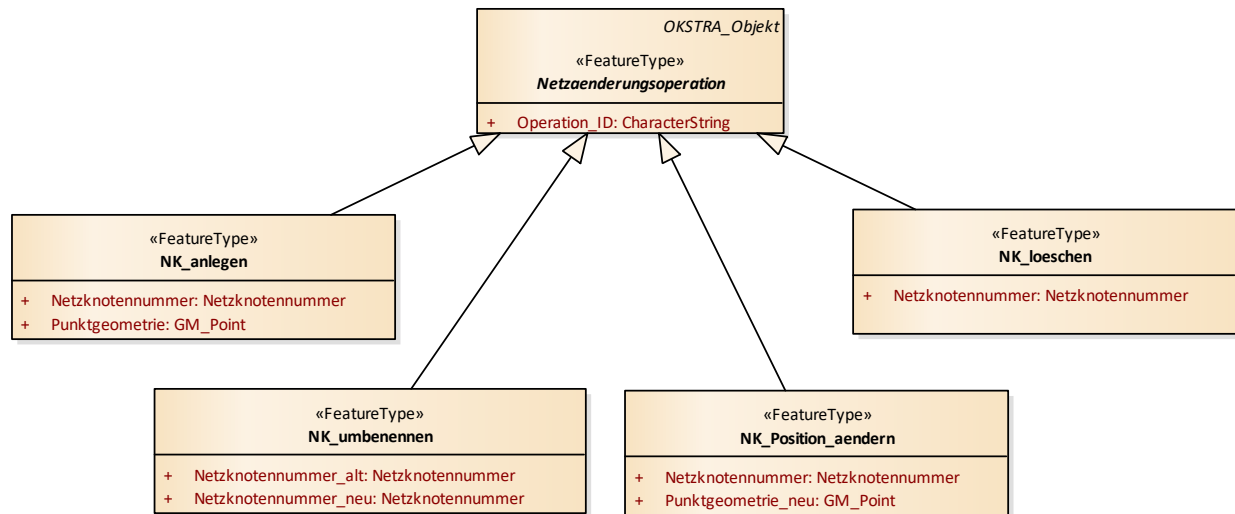 OKSTRA_Objekt
«FeatureType»
Netzaenderungsoperation
+ Operation_ID: CharacterString
«FeatureType»
NK_anlegen
+ Netzknotennummer: Netzknotennummer
+ Punktgeometrie: GM_Point
«FeatureType»
NK_loeschen
+ Netzknotennummer: Netzknotennummer
«FeatureType»
NK_umbenennen
+ Netzknotennummer_alt: Netzknotennummer
+ Netzknotennummer_neu: Netzknotennummer
«FeatureType»
NK_Position_aendern
+ Netzknotennummer: Netzknotennummer
+ Punktgeometrie_neu: GM_Point